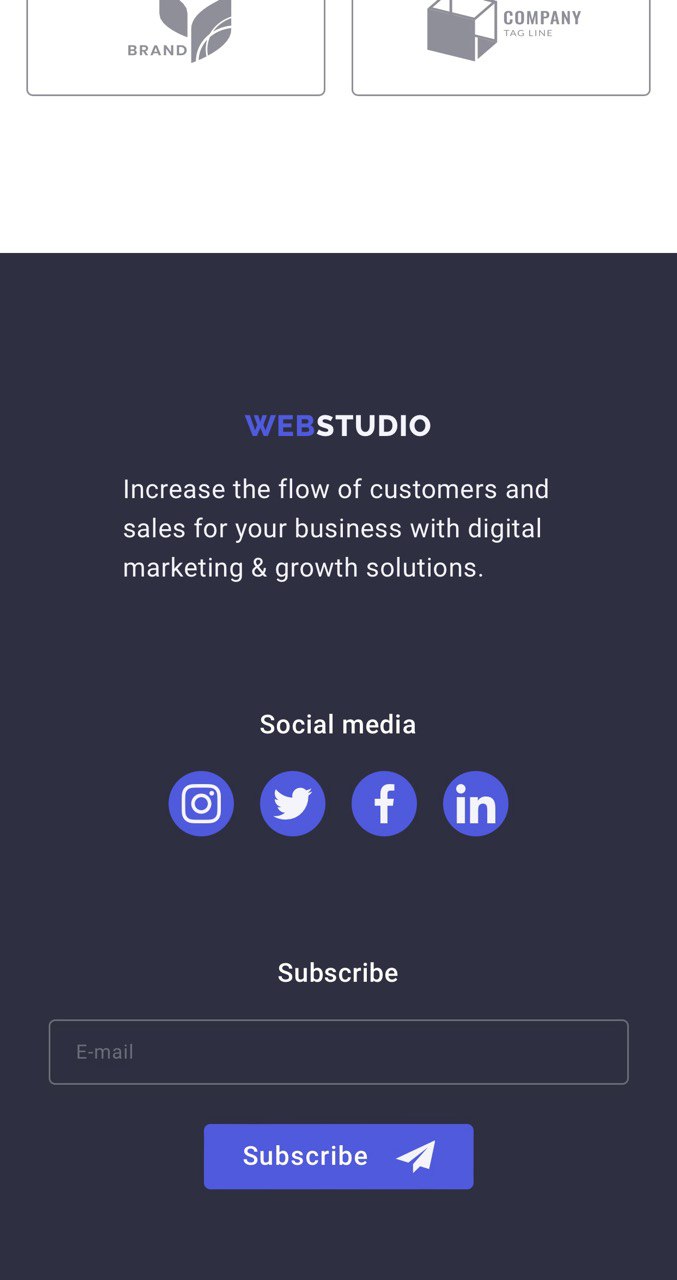 BRAND
COMPANY
TAG LINE
WEBSTUDIO
Increase the flow of customers and
sales for your business with digital
marketing & growth solutions.
Social media
in
Subscribe
E-mail
Subscribe